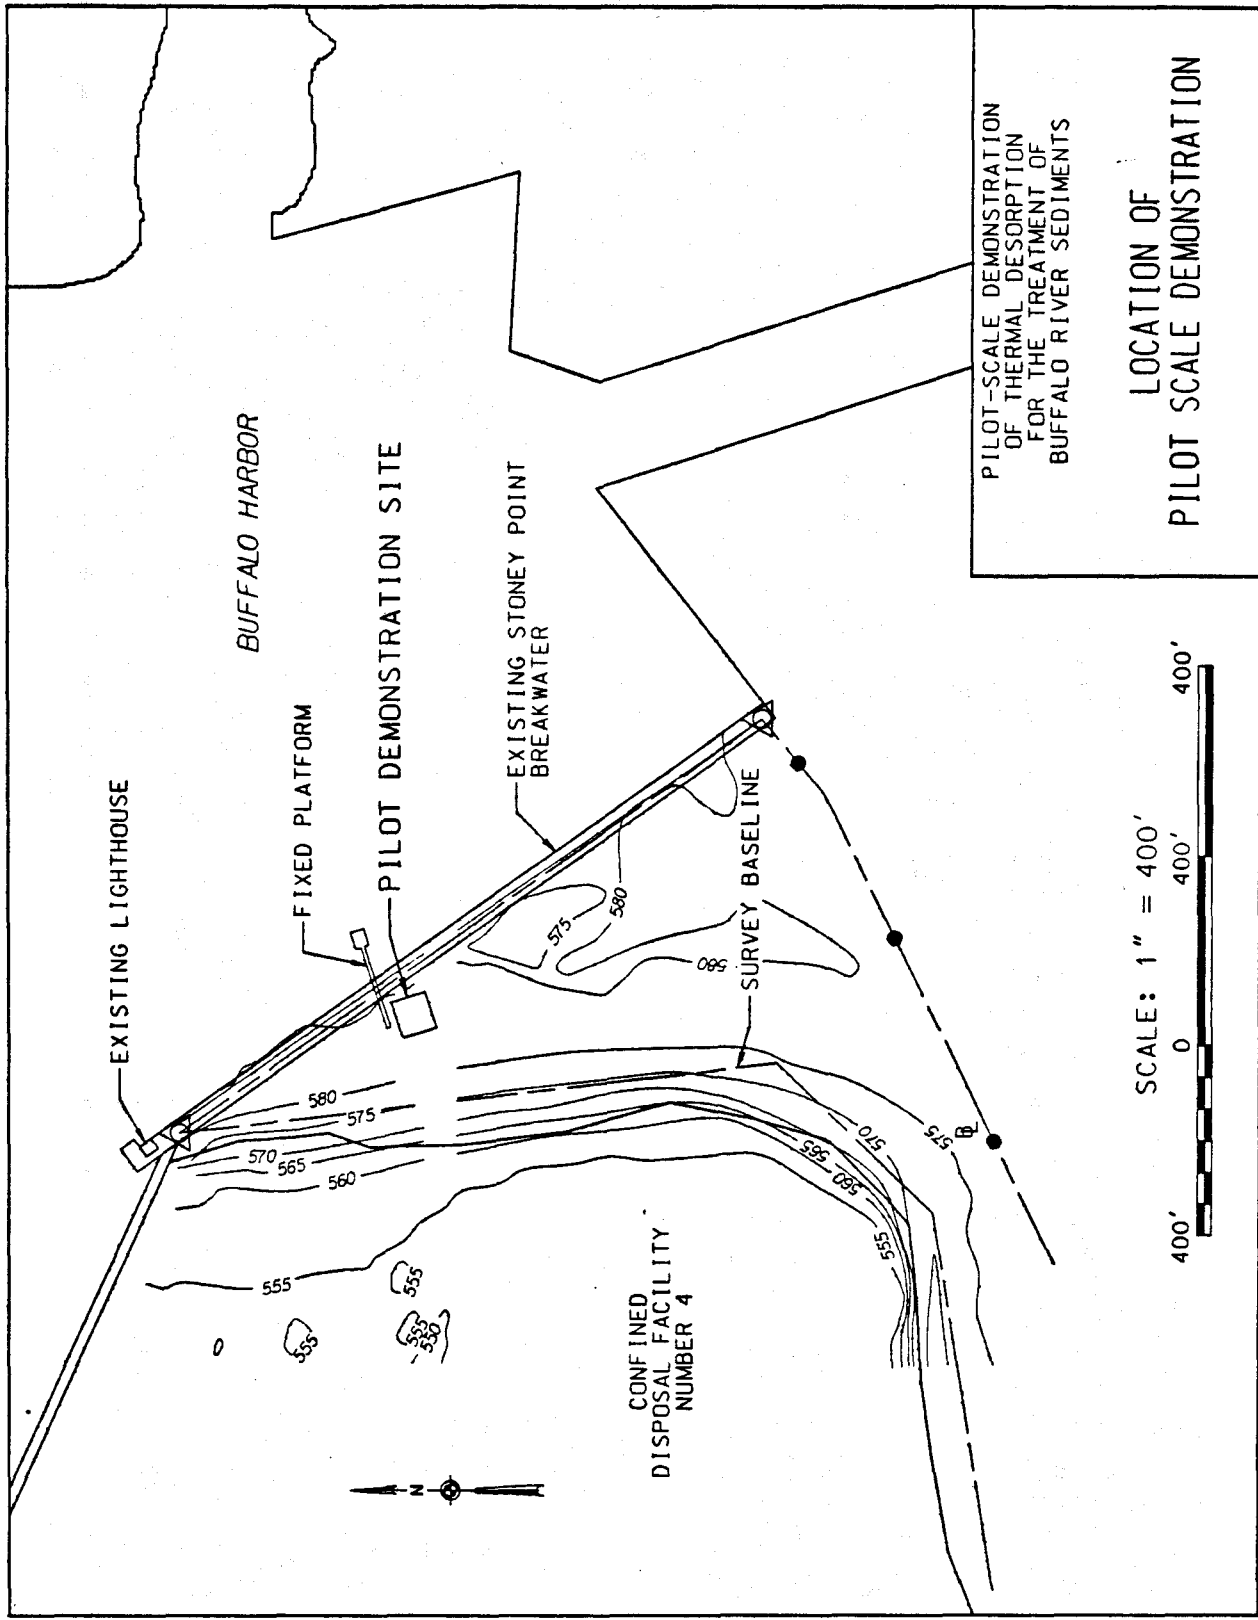 BUFFALO HARBOR
EXISTING LIGHTHOUSE
FIXED PLATFORM
PILOT DEMONSTRATION SITE
EXISTING STONEY POINT
BREAKWATER
SURVEY BASELINE
580
575
570
565
560
555
555
555
555
550
575
580
580
575
570
565
560
555
BL
0
N
CONFINED
DISPOSAL FACILITY
NUMBER 4
SCALE: 1" = 400'
400' 0 400' 400'
PILOT-SCALE DEMONSTRATION
OF THERMAL DESORPTION
FOR THE TREATMENT OF
BUFFALO RIVER SEDIMENTS
LOCATION OF
PILOT SCALE DEMONSTRATION